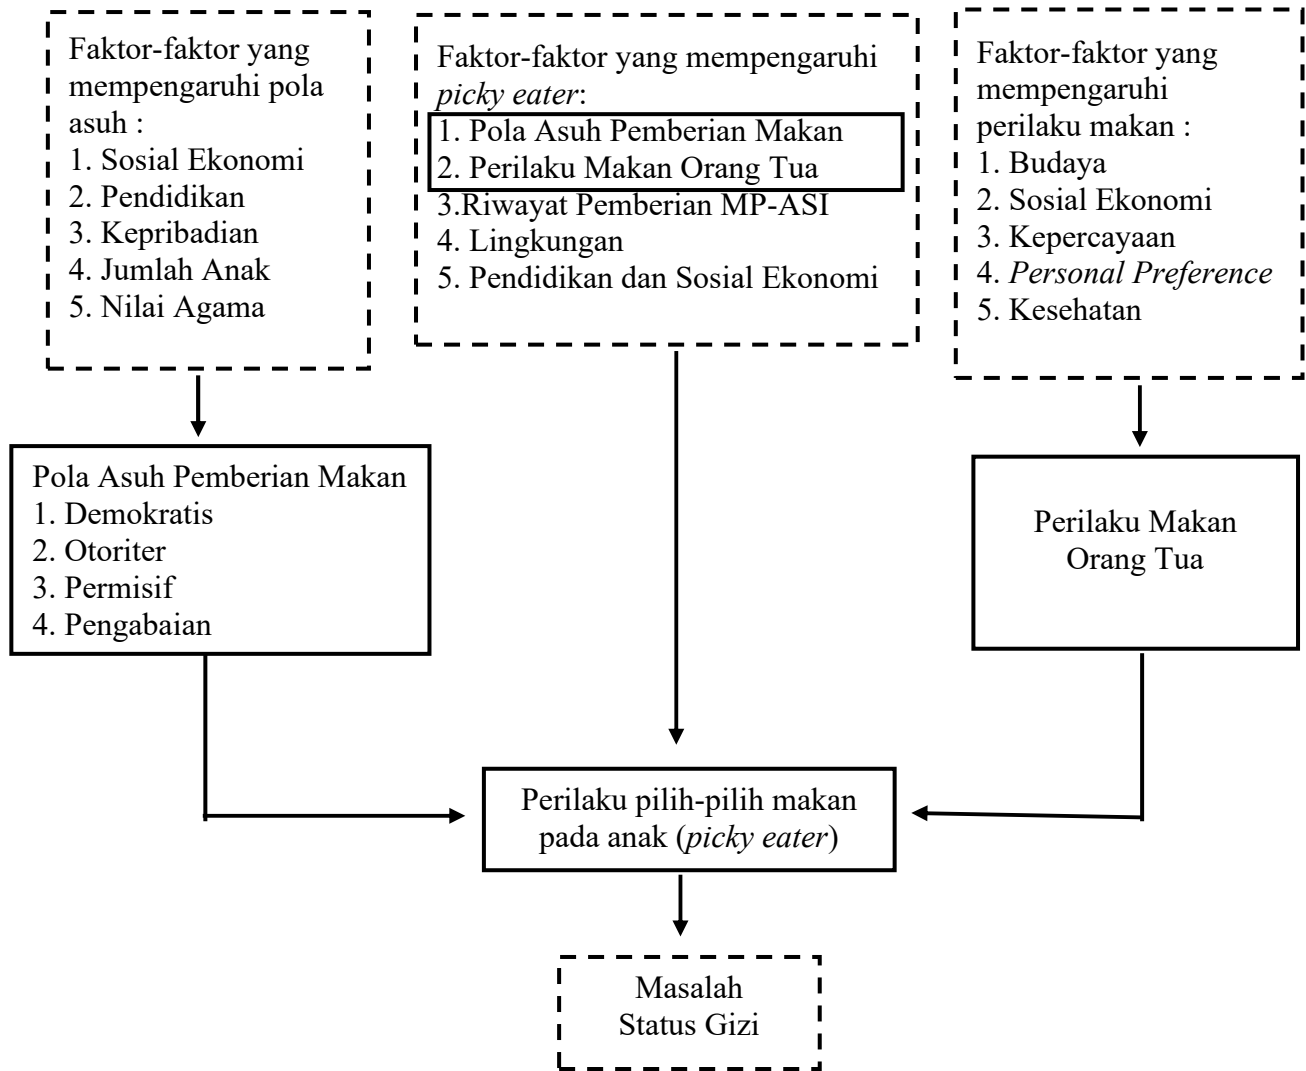 Faktor-faktor yang
mempengaruhi pola
asuh :
1. Sosial Ekonomi
2. Pendidikan
3. Kepribadian
4. Jumlah Anak
5. Nilai Agama
Faktor-faktor yang mempengaruhi
picky eater:
1. Pola Asuh Pemberian Makan
2. Perilaku Makan Orang Tua
3.Riwayat Pemberian MP-ASI
4. Lingkungan
5. Pendidikan dan Sosial Ekonomi
Faktor-faktor yang
mempengaruhi
perilaku makan :
1. Budaya
2. Sosial Ekonomi
3. Kepercayaan
4. Personal Preference
5. Kesehatan
Pola Asuh Pemberian Makan
1. Demokratis
2. Otoriter
3. Permisif
4. Pengabaian
Perilaku Makan
Orang Tua
Perilaku pilih-pilih makan
pada anak (picky eater)
Masalah
Status Gizi